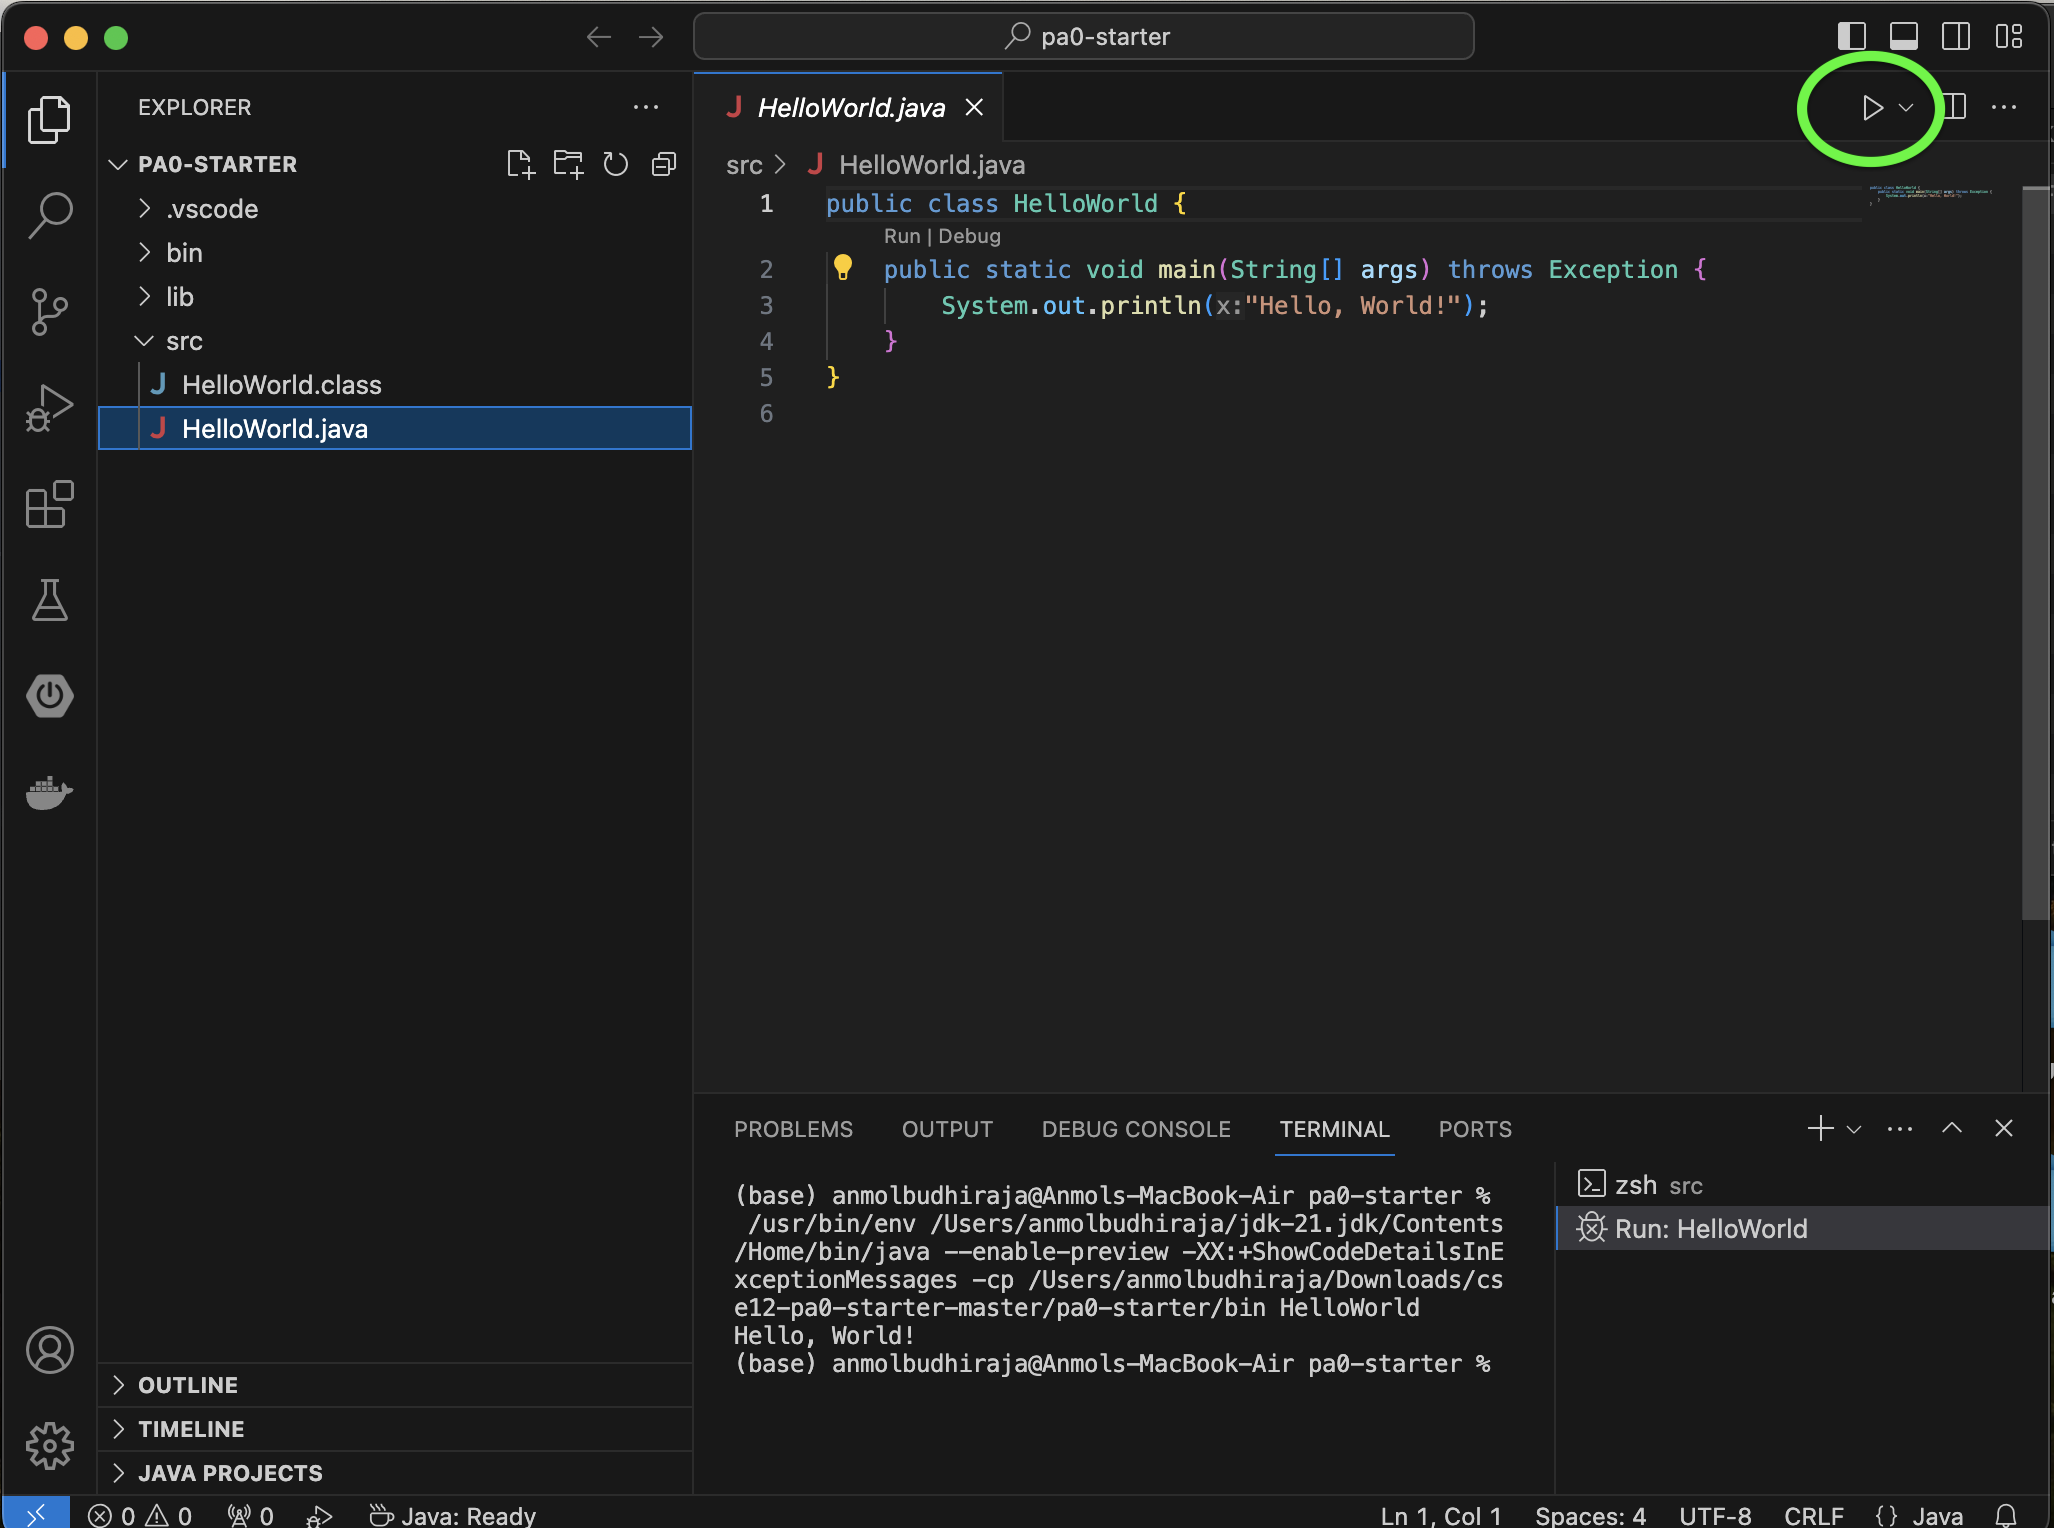 pa0-starter
EXPLORER
PA0-STARTER
.vscode
bin
lib
src
J HelloWorld.class
J HelloWorld.java
OUTLINE
TIMELINE
JAVA PROJECTS
J HelloWorld.java
src > J HelloWorld.java
1 public class HelloWorld {
Run | Debug
2 public static void main(String[] args) throws Exception {
3 System.out.println(x:"Hello, World!");
4 }
5 }
6
PROBLEMS OUTPUT DEBUG CONSOLE TERMINAL PORTS
(base) anmolbudhiraja@Anmols-MacBook-Air pa0-starter %
/usr/bin/env /Users/anmolbudhiraja/jdk-21.jdk/Contents
/Home/bin/java --enable-preview -XX:+ShowCodeDetailsInE
xceptionMessages -cp /Users/anmolbudhiraja/Downloads/cs
e12-pa0-starter-master/pa0-starter/bin HelloWorld
Hello, World!
(base) anmolbudhiraja@Anmols-MacBook-Air pa0-starter %
zsh src
Run: HelloWorld
0 0 0 Java: Ready Ln 1, Col 1 Spaces: 4 UTF-8 CRLF {} Java